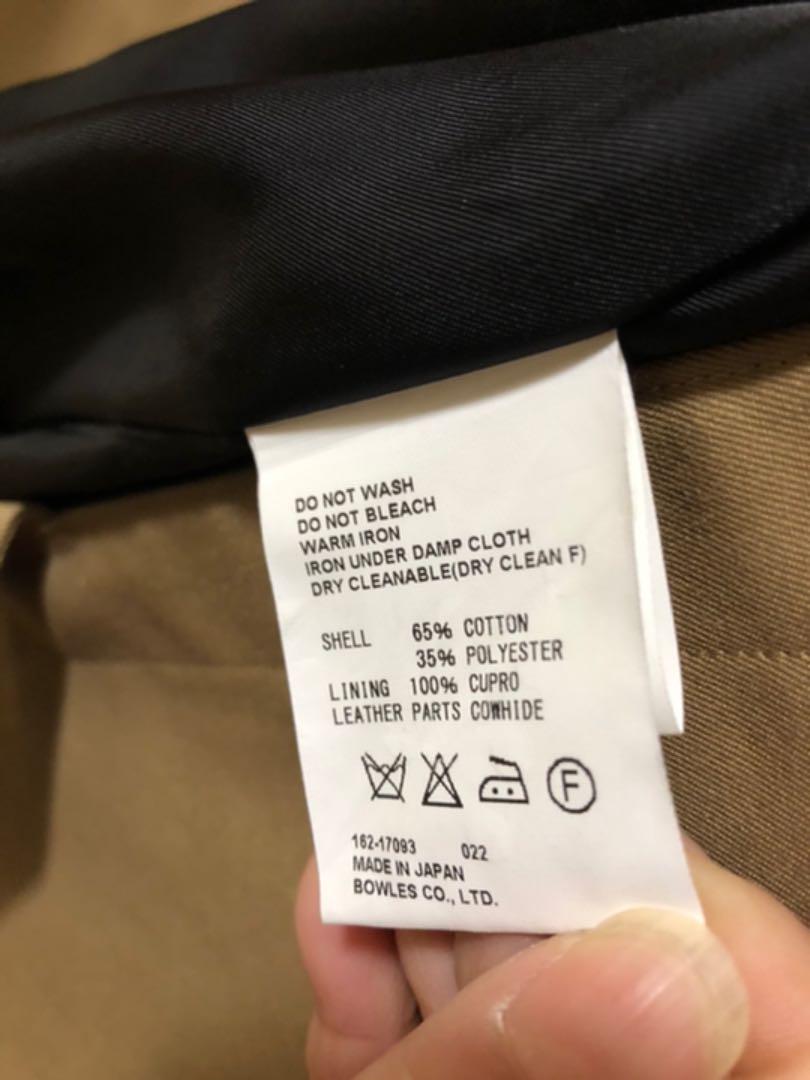 DO NOT WASH
DO NOT BLEACH
WARM IRON
IRON UNDER DAMP CLOTH
DRY CLEANABLE(DRY CLEAN F)
SHELL 65% COTTON
35% POLYESTER
LINING 100% CUPRO
LEATHER PARTS COWHIDE
F
162-17093 022
MADE IN JAPAN
BOWLES CO., LTD.